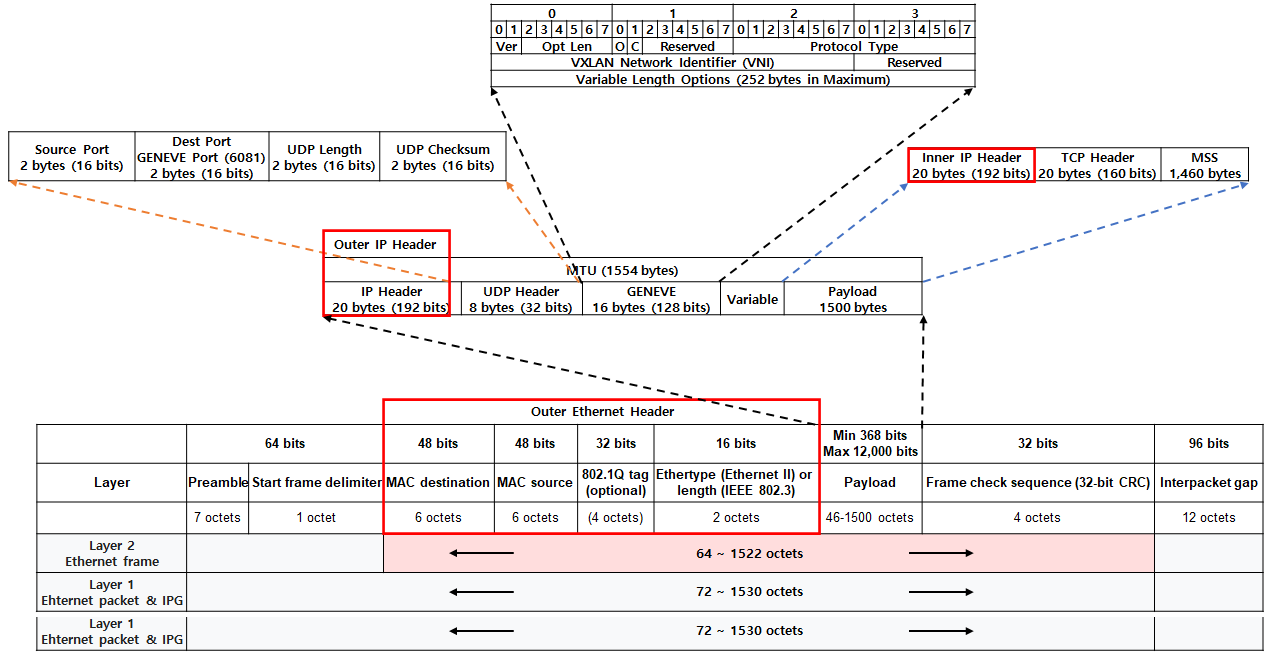 0 1 2 3
0 1 2 3 4 5 6 7 0 1 2 3 4 5 6 7 0 1 2 3 4 5 6 7 0 1 2 3 4 5 6 7
Ver Opt Len O C Reserved Protocol Type
VXLAN Network Identifier (VNI) Reserved
Variable Length Options (252 bytes in Maximum)
Source Port
2 bytes (16 bits)
Dest Port
GENEVE Port (6081)
2 bytes (16 bits)
UDP Length
2 bytes (16 bits)
UDP Checksum
2 bytes (16 bits)
Inner IP Header
20 bytes (192 bits)
TCP Header
20 bytes (160 bits)
MSS
1,460 bytes
Outer IP Header
MTU (1554 bytes)
IP Header
20 bytes (192 bits)
UDP Header
8 bytes (32 bits)
GENEVE
16 bytes (128 bits)
Variable
Payload
1500 bytes
Outer Ethernet Header
64 bits
48 bits
48 bits
32 bits
16 bits
Min 368 bits
Max 12,000 bits
32 bits
96 bits
Layer
Preamble
Start frame delimiter
MAC destination
MAC source
802.1Q tag
(optional)
Ethertype (Ethernet II) or
length (IEEE 802.3)
Payload
Frame check sequence (32-bit CRC)
Interpacket gap
7 octets
1 octet
6 octets
6 octets
(4 octets)
2 octets
46-1500 octets
4 octets
12 octets
Layer 2
Ethernet frame
64 ~ 1522 octets
Layer 1
Ehternet packet & IPG
72 ~ 1530 octets
Layer 1
Ehternet packet & IPG
72 ~ 1530 octets